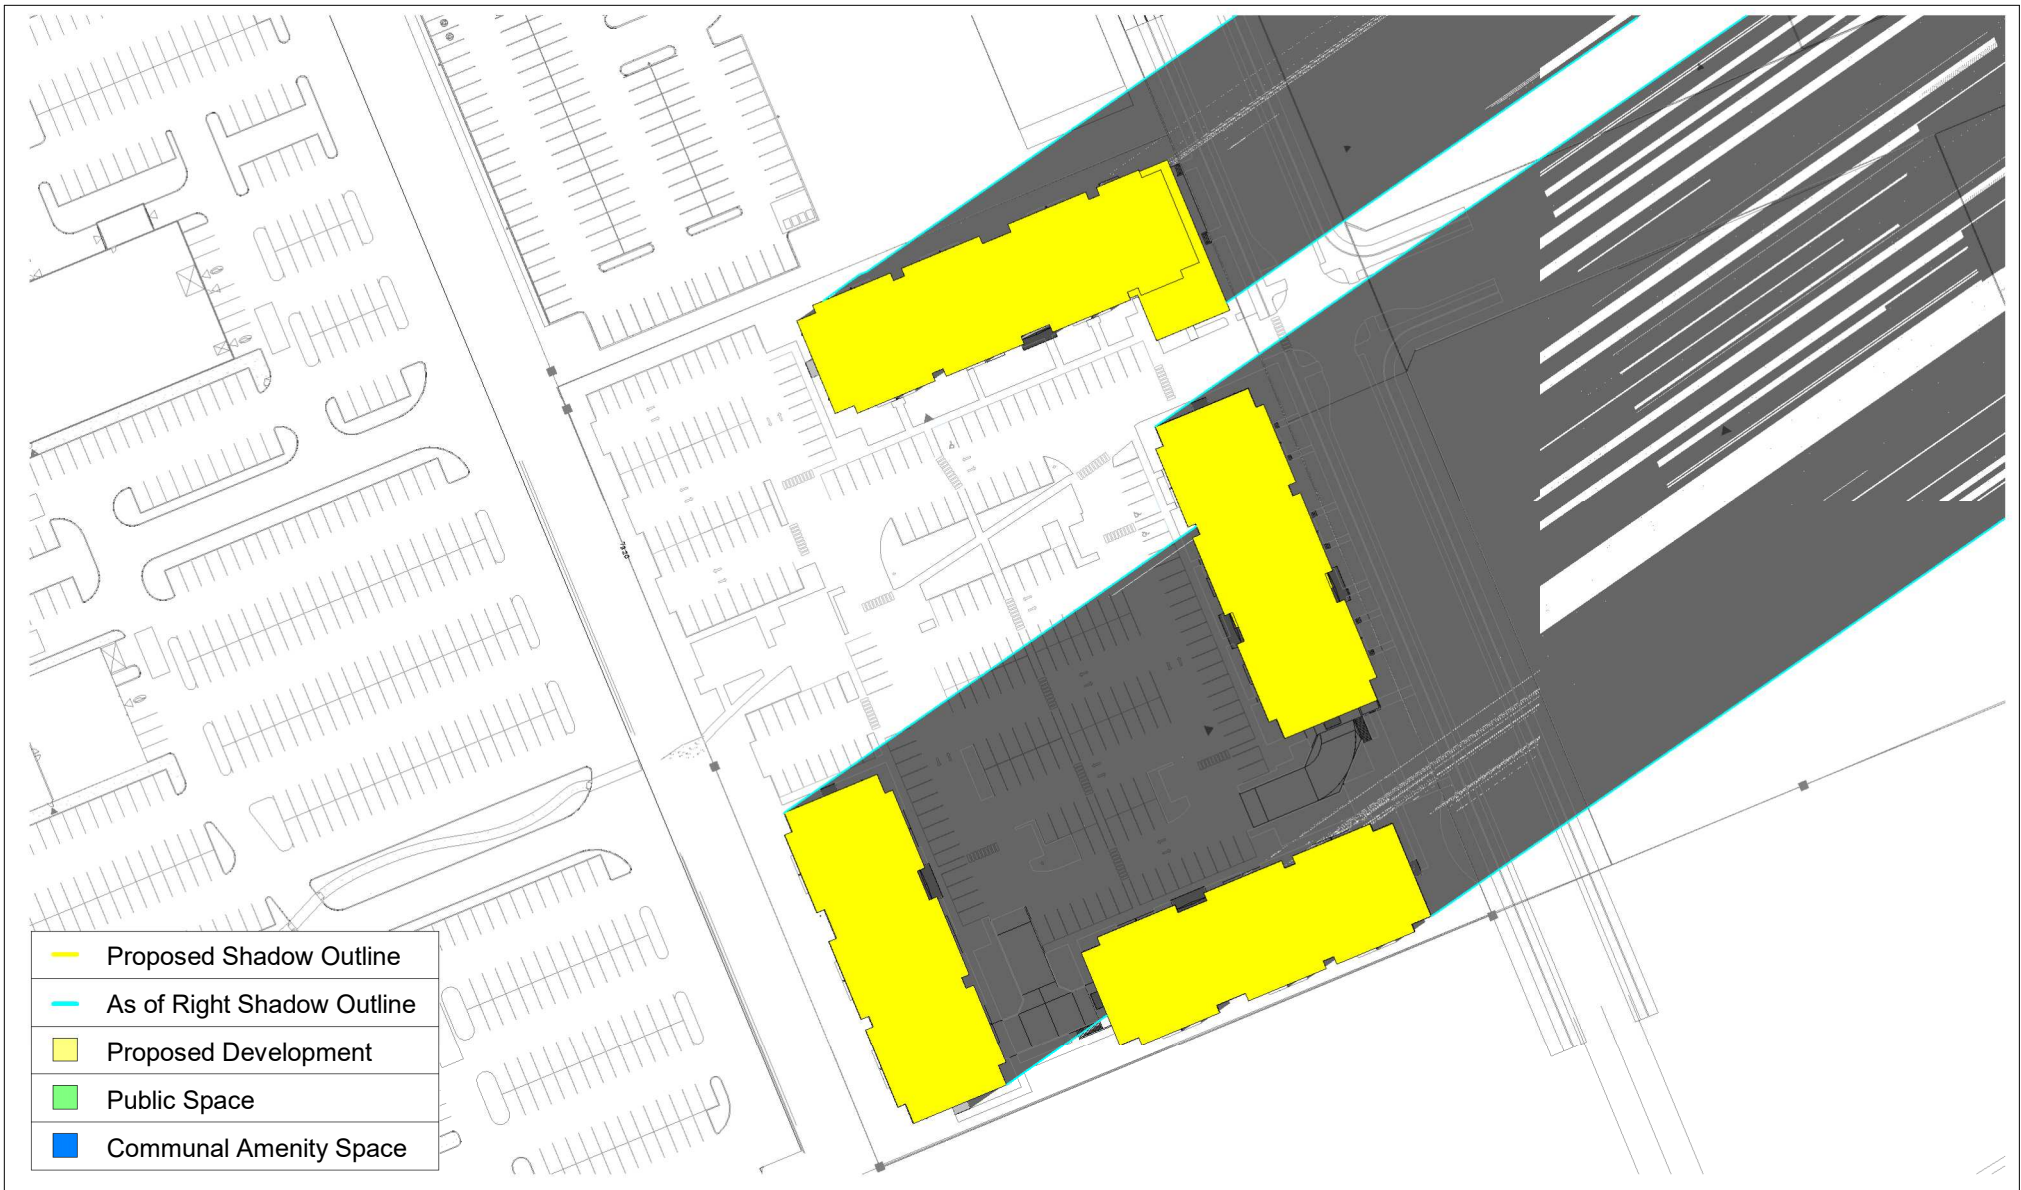 Proposed Shadow Outline
As of Right Shadow Outline
Proposed Development
Public Space
Communal Amenity Space